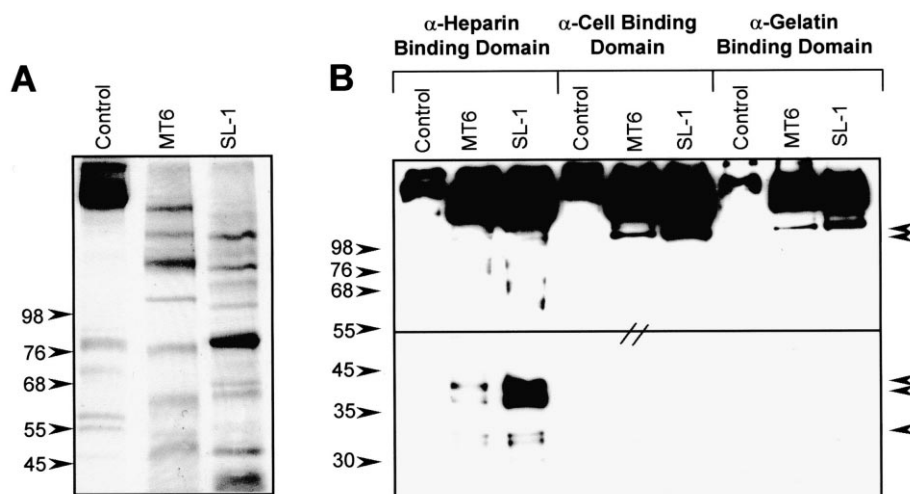 α-Heparin Binding Domain
α-Cell Binding Domain
α-Gelatin Binding Domain
A
Control
MT6
SL-1
98
76
68
55
45
B
Control
MT6
SL-1
Control
MT6
SL-1
Control
MT6
SL-1
98
76
68
55
45
35
30